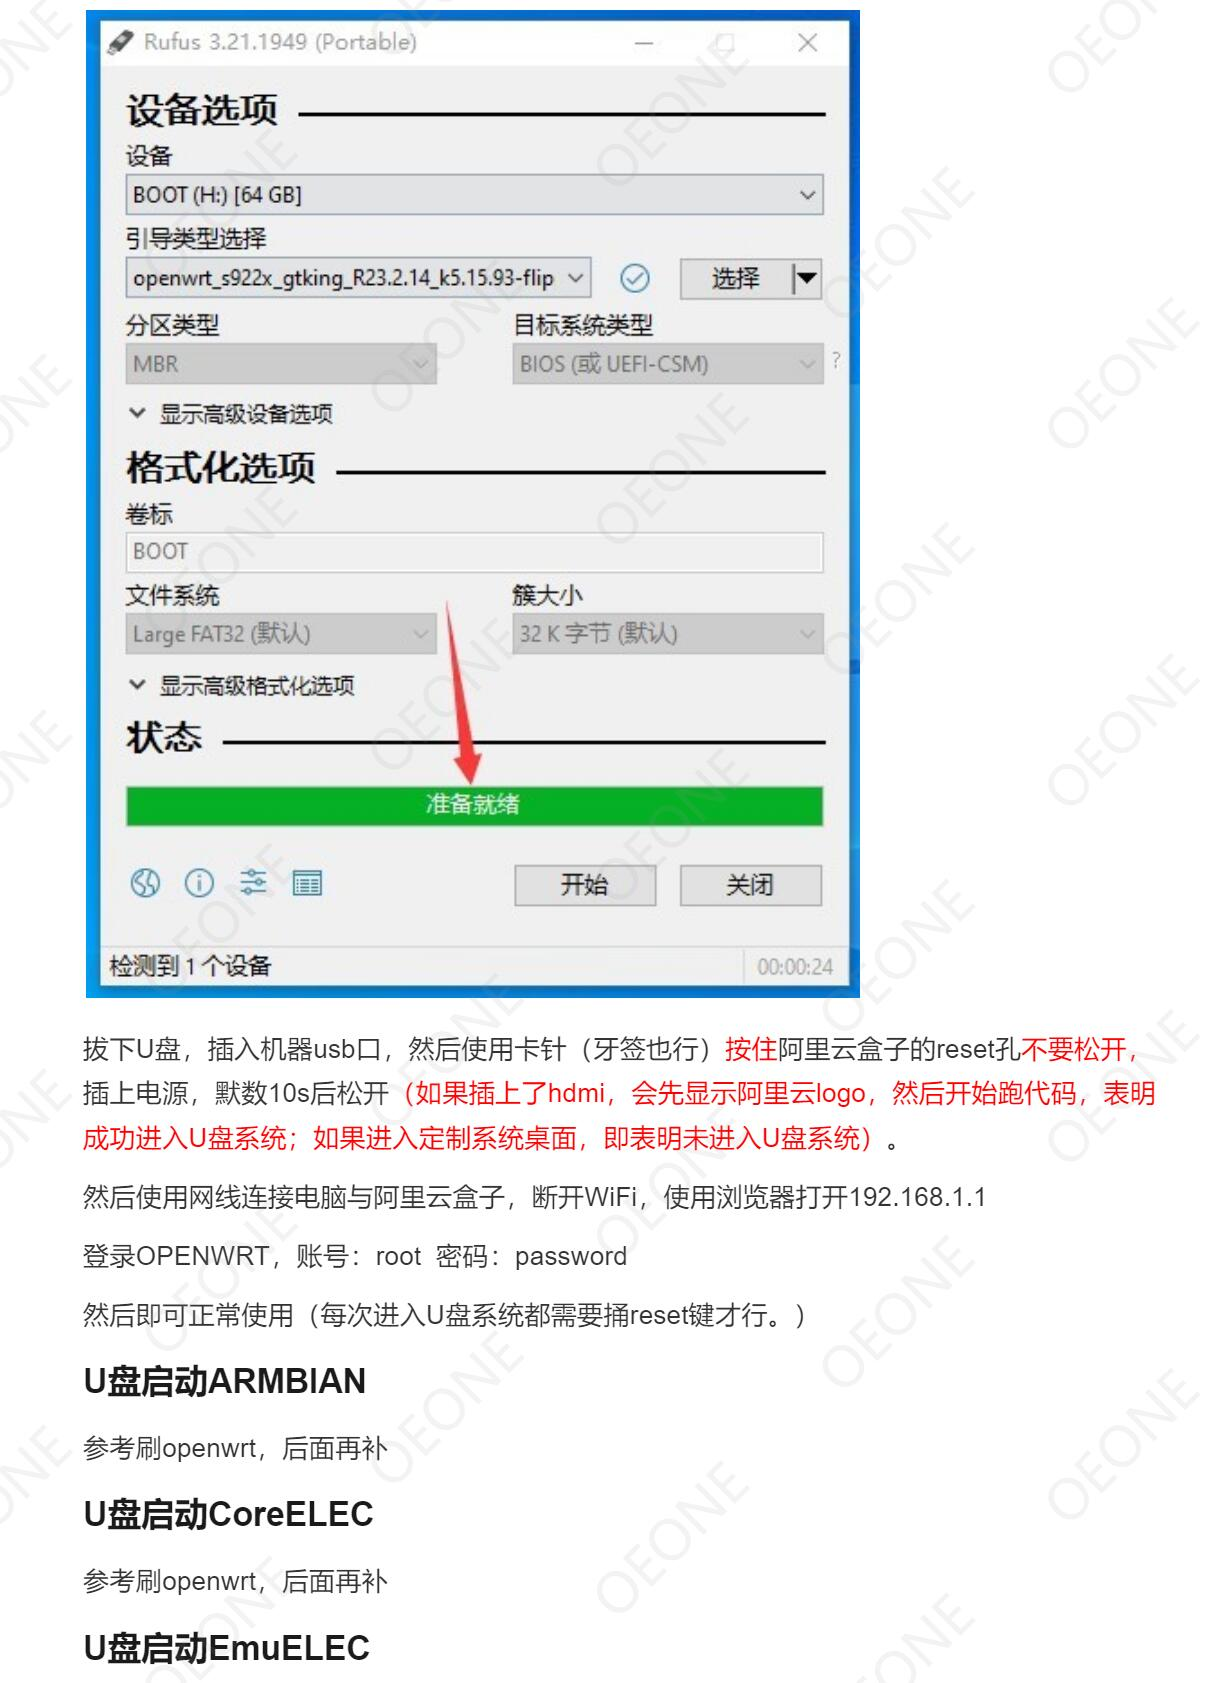 Rufus 3.21.1949 (Portable)
设备选项
设备
BOOT (H:) [64 GB]
引导类型选择
openwrt_s922x_gtking_R23.2.14_k5.15.93-flip
选择
分区类型
目标系统类型
MBR
BIOS (或 UEFI-CSM)
?
显示高级设备选项
格式化选项
卷标
BOOT
文件系统
簇大小
Large FAT32 (默认)
32 K 字节 (默认)
显示高级格式化选项
状态
准备就绪
开始
关闭
检测到 1 个设备
00:00:24
拔下U盘，插入机器usb口，然后使用卡针（牙签也行）按住阿里云盒子的reset孔不要松开，
插上电源，默数10s后松开（如果插上了hdmi，会先显示阿里云logo，然后开始跑代码，表明
成功进入U盘系统；如果进入定制系统桌面，即表明未进入U盘系统）。
然后使用网线连接电脑与阿里云盒子，断开WiFi，使用浏览器打开192.168.1.1
登录OPENWRT，账号：root 密码：password
然后即可正常使用（每次进入U盘系统都需要捅reset键才行。）
U盘启动ARMBIAN
参考刷openwrt，后面再补
U盘启动CoreELEC
参考刷openwrt，后面再补
U盘启动EmuELEC
OEONE